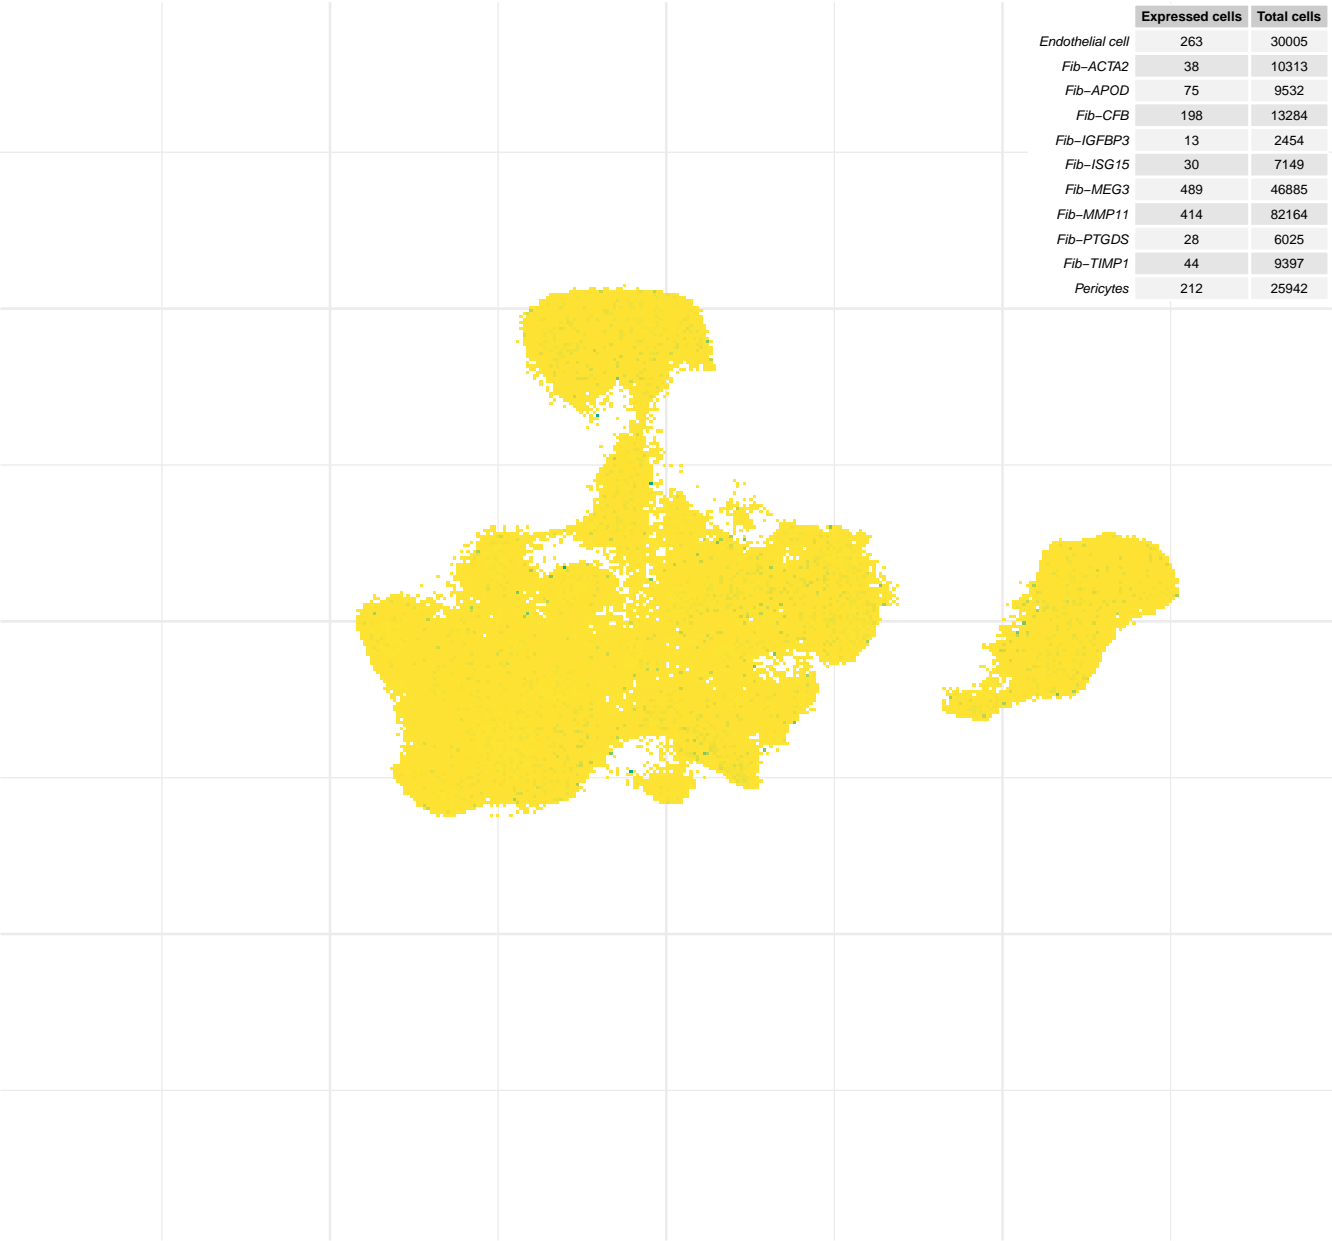 Expressed cells Total cells
Endothelial cell 263 30005
Fib−ACTA2 38 10313
Fib−APOD 75 9532
Fib−CFB 198 13284
Fib−IGFBP3 13 2454
Fib−ISG15 30 7149
Fib−MEG3 489 46885
Fib−MMP11 414 82164
Fib−PTGDS 28 6025
Fib−TIMP1 44 9397
Pericytes 212 25942